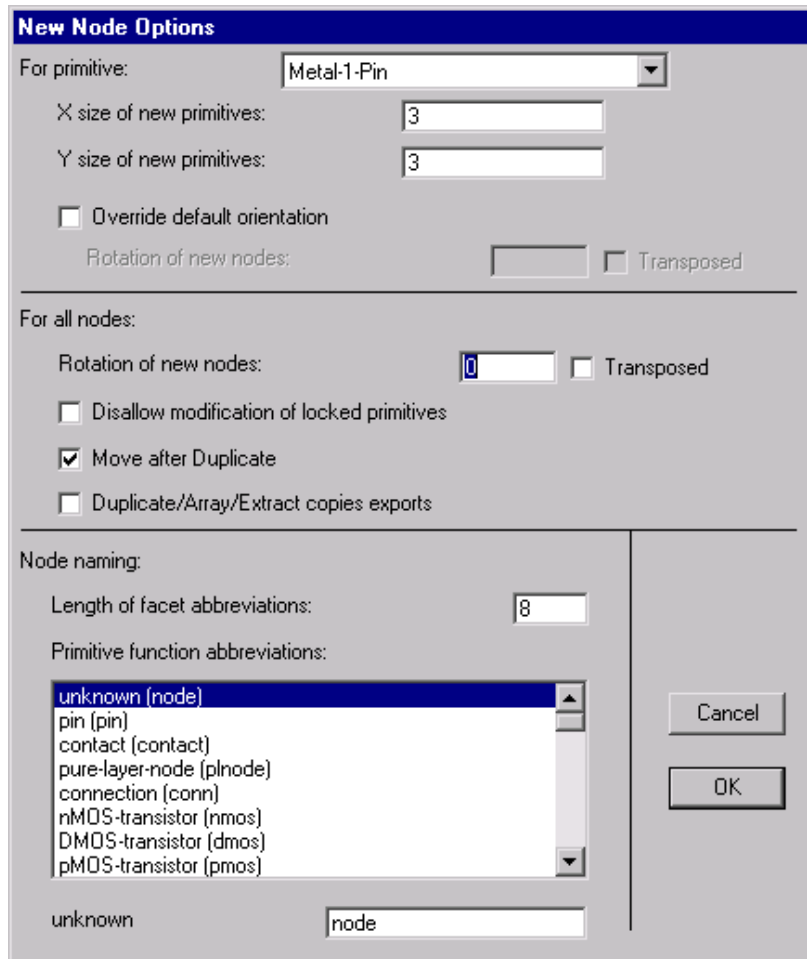 New Node Options
For primitive: Metal-1-Pin
X size of new primitives: 3
Y size of new primitives: 3
Override default orientation
Rotation of new nodes: Transposed
For all nodes:
Rotation of new nodes: 0 Transposed
Disallow modification of locked primitives
Move after Duplicate
Duplicate/Array/Extract copies exports
Node naming:
Length of facet abbreviations: 8
Primitive function abbreviations:
unknown (node)
pin (pin)
contact (contact)
pure-layer-node (plnode)
connection (conn)
nMOS-transistor (nmos)
DMOS-transistor (dmos)
pMOS-transistor (pmos)
unknown node
Cancel
OK